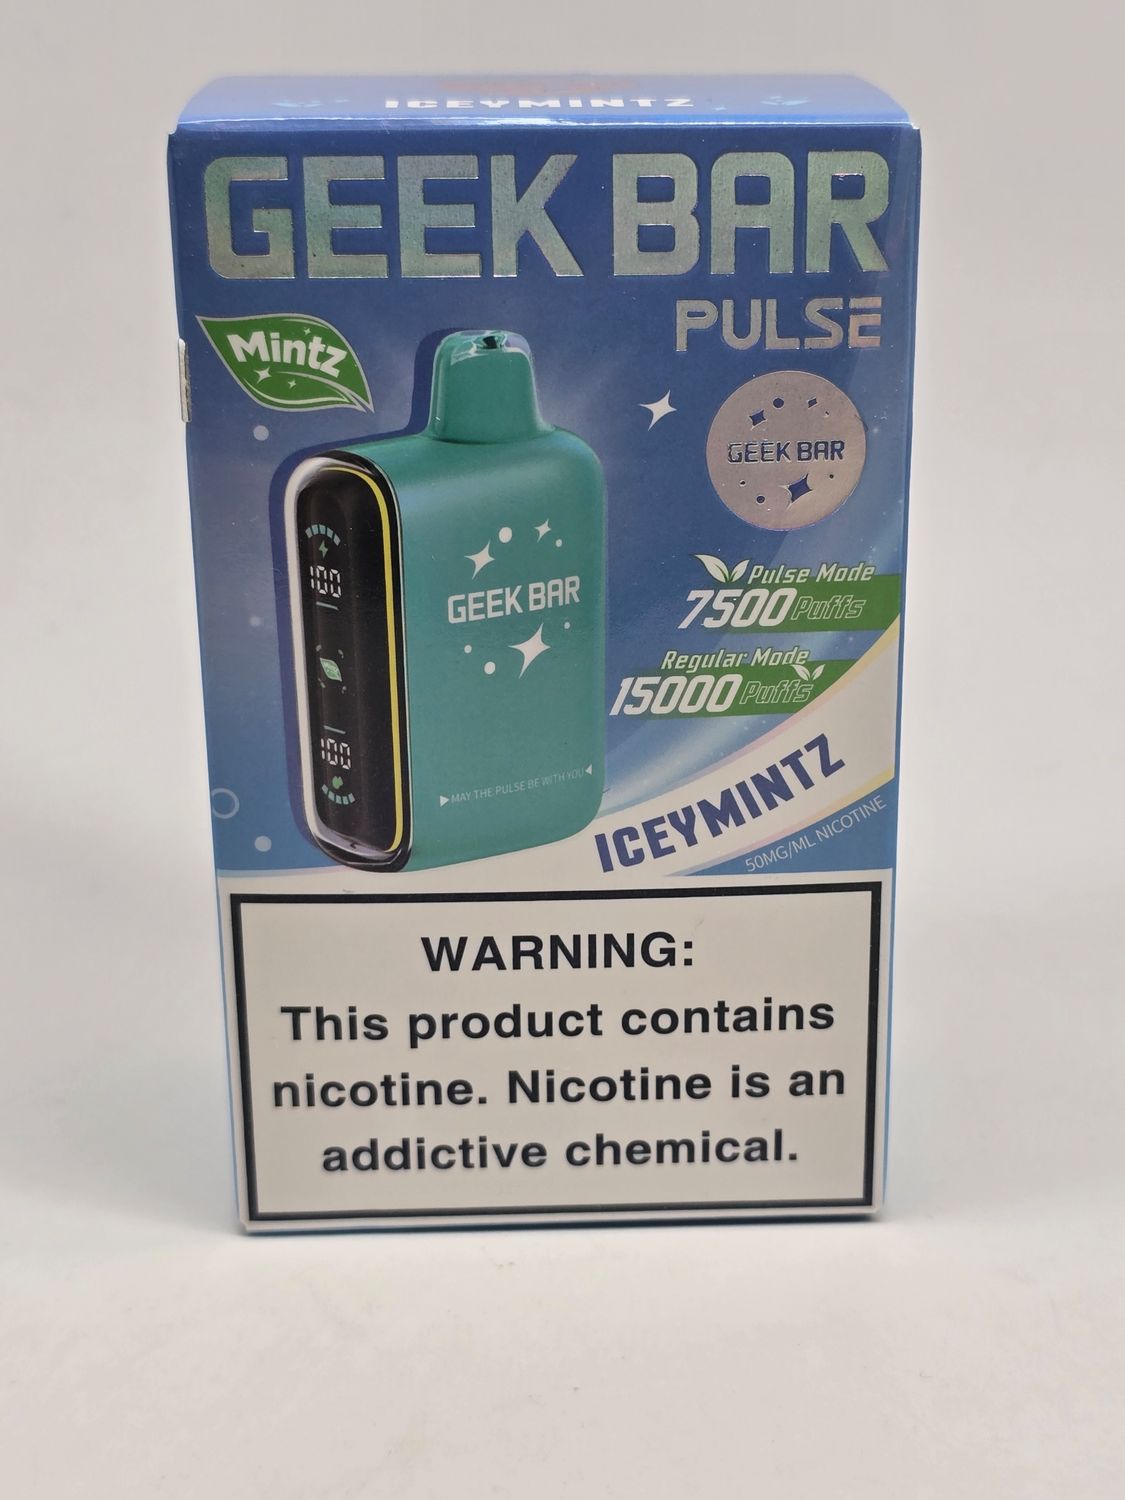 ICEYMINTZ
GEEK BAR
PULSE
Mintz
GEEK BAR
Pulse Mode
7500 Puffs
Regular Mode
15000 Puffs
100
GEEK BAR
100
MAY THE PULSE BE WITH YOU
ICEYMINTZ
50MG/ML NICOTINE
WARNING:
This product contains
nicotine. Nicotine is an
addictive chemical.